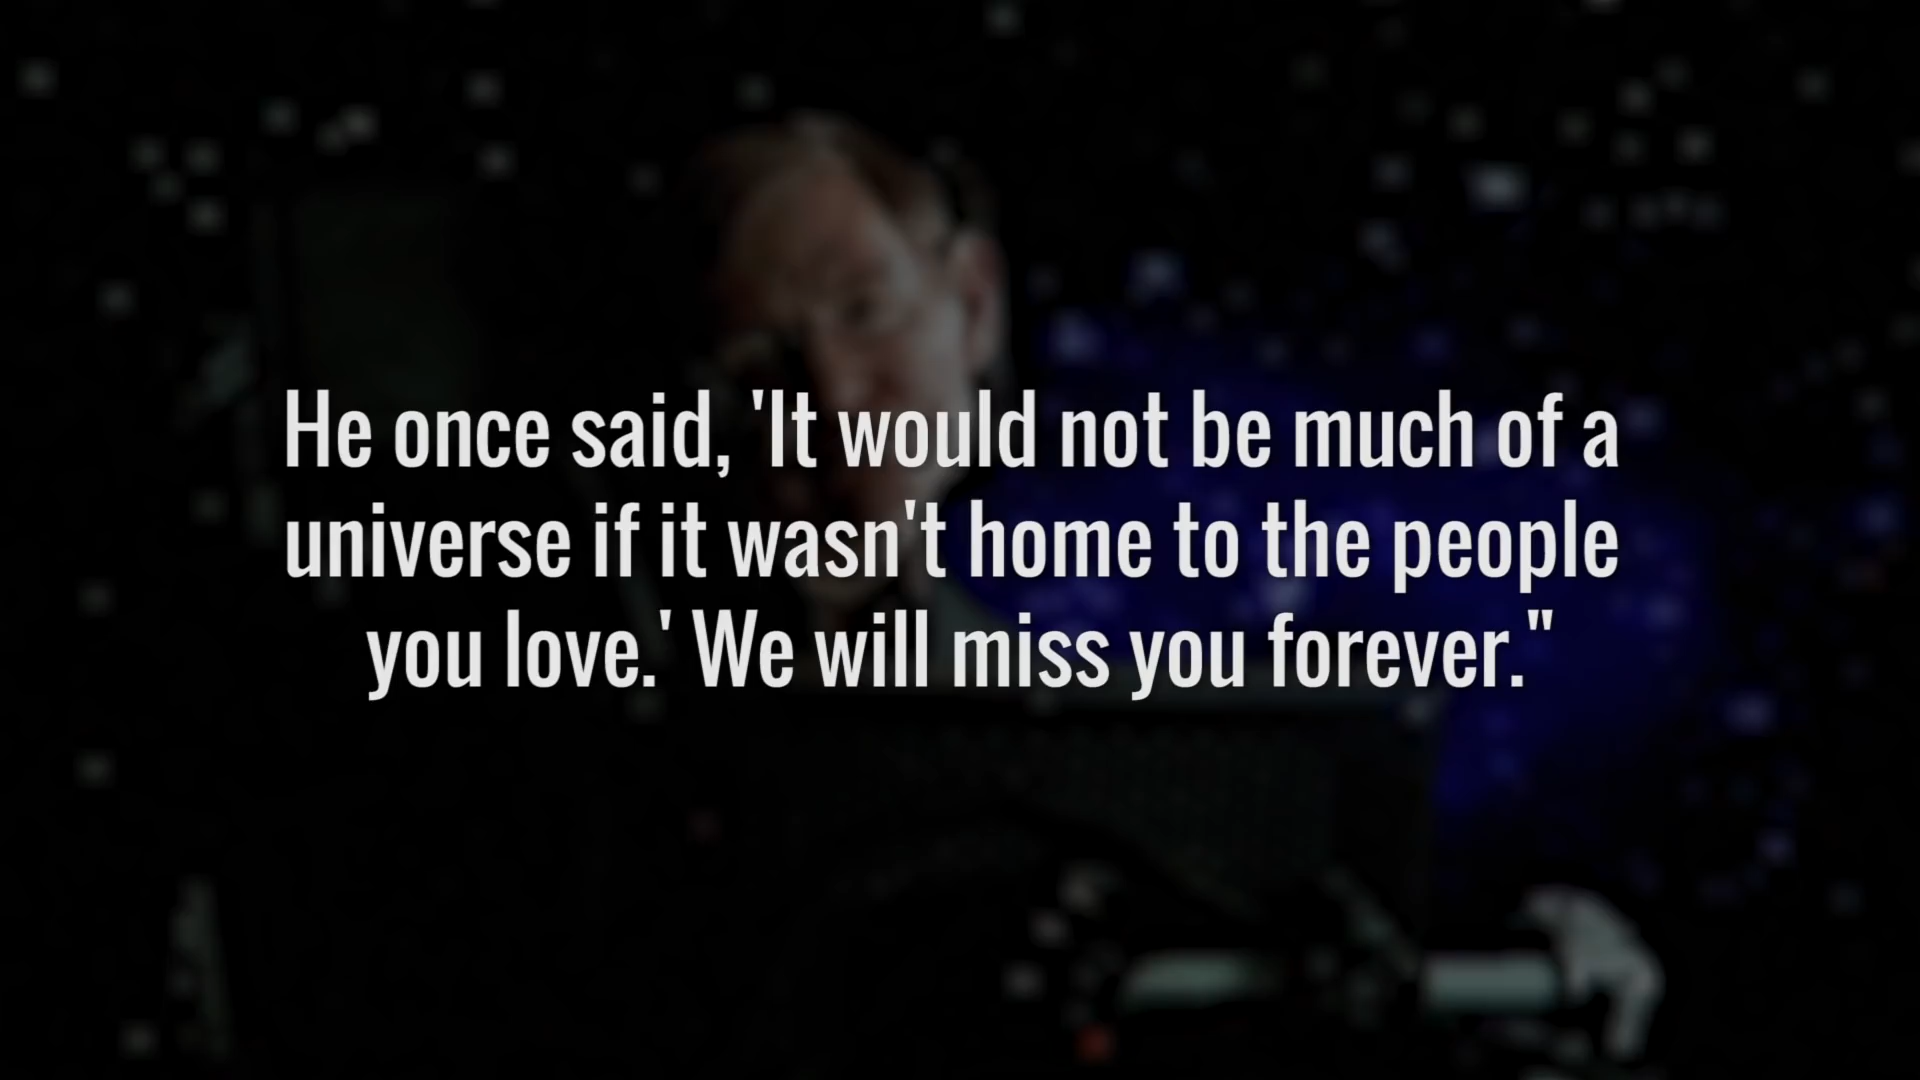 He once said, 'It would not be much of a
universe if it wasn't home to the people
you love.' We will miss you forever."